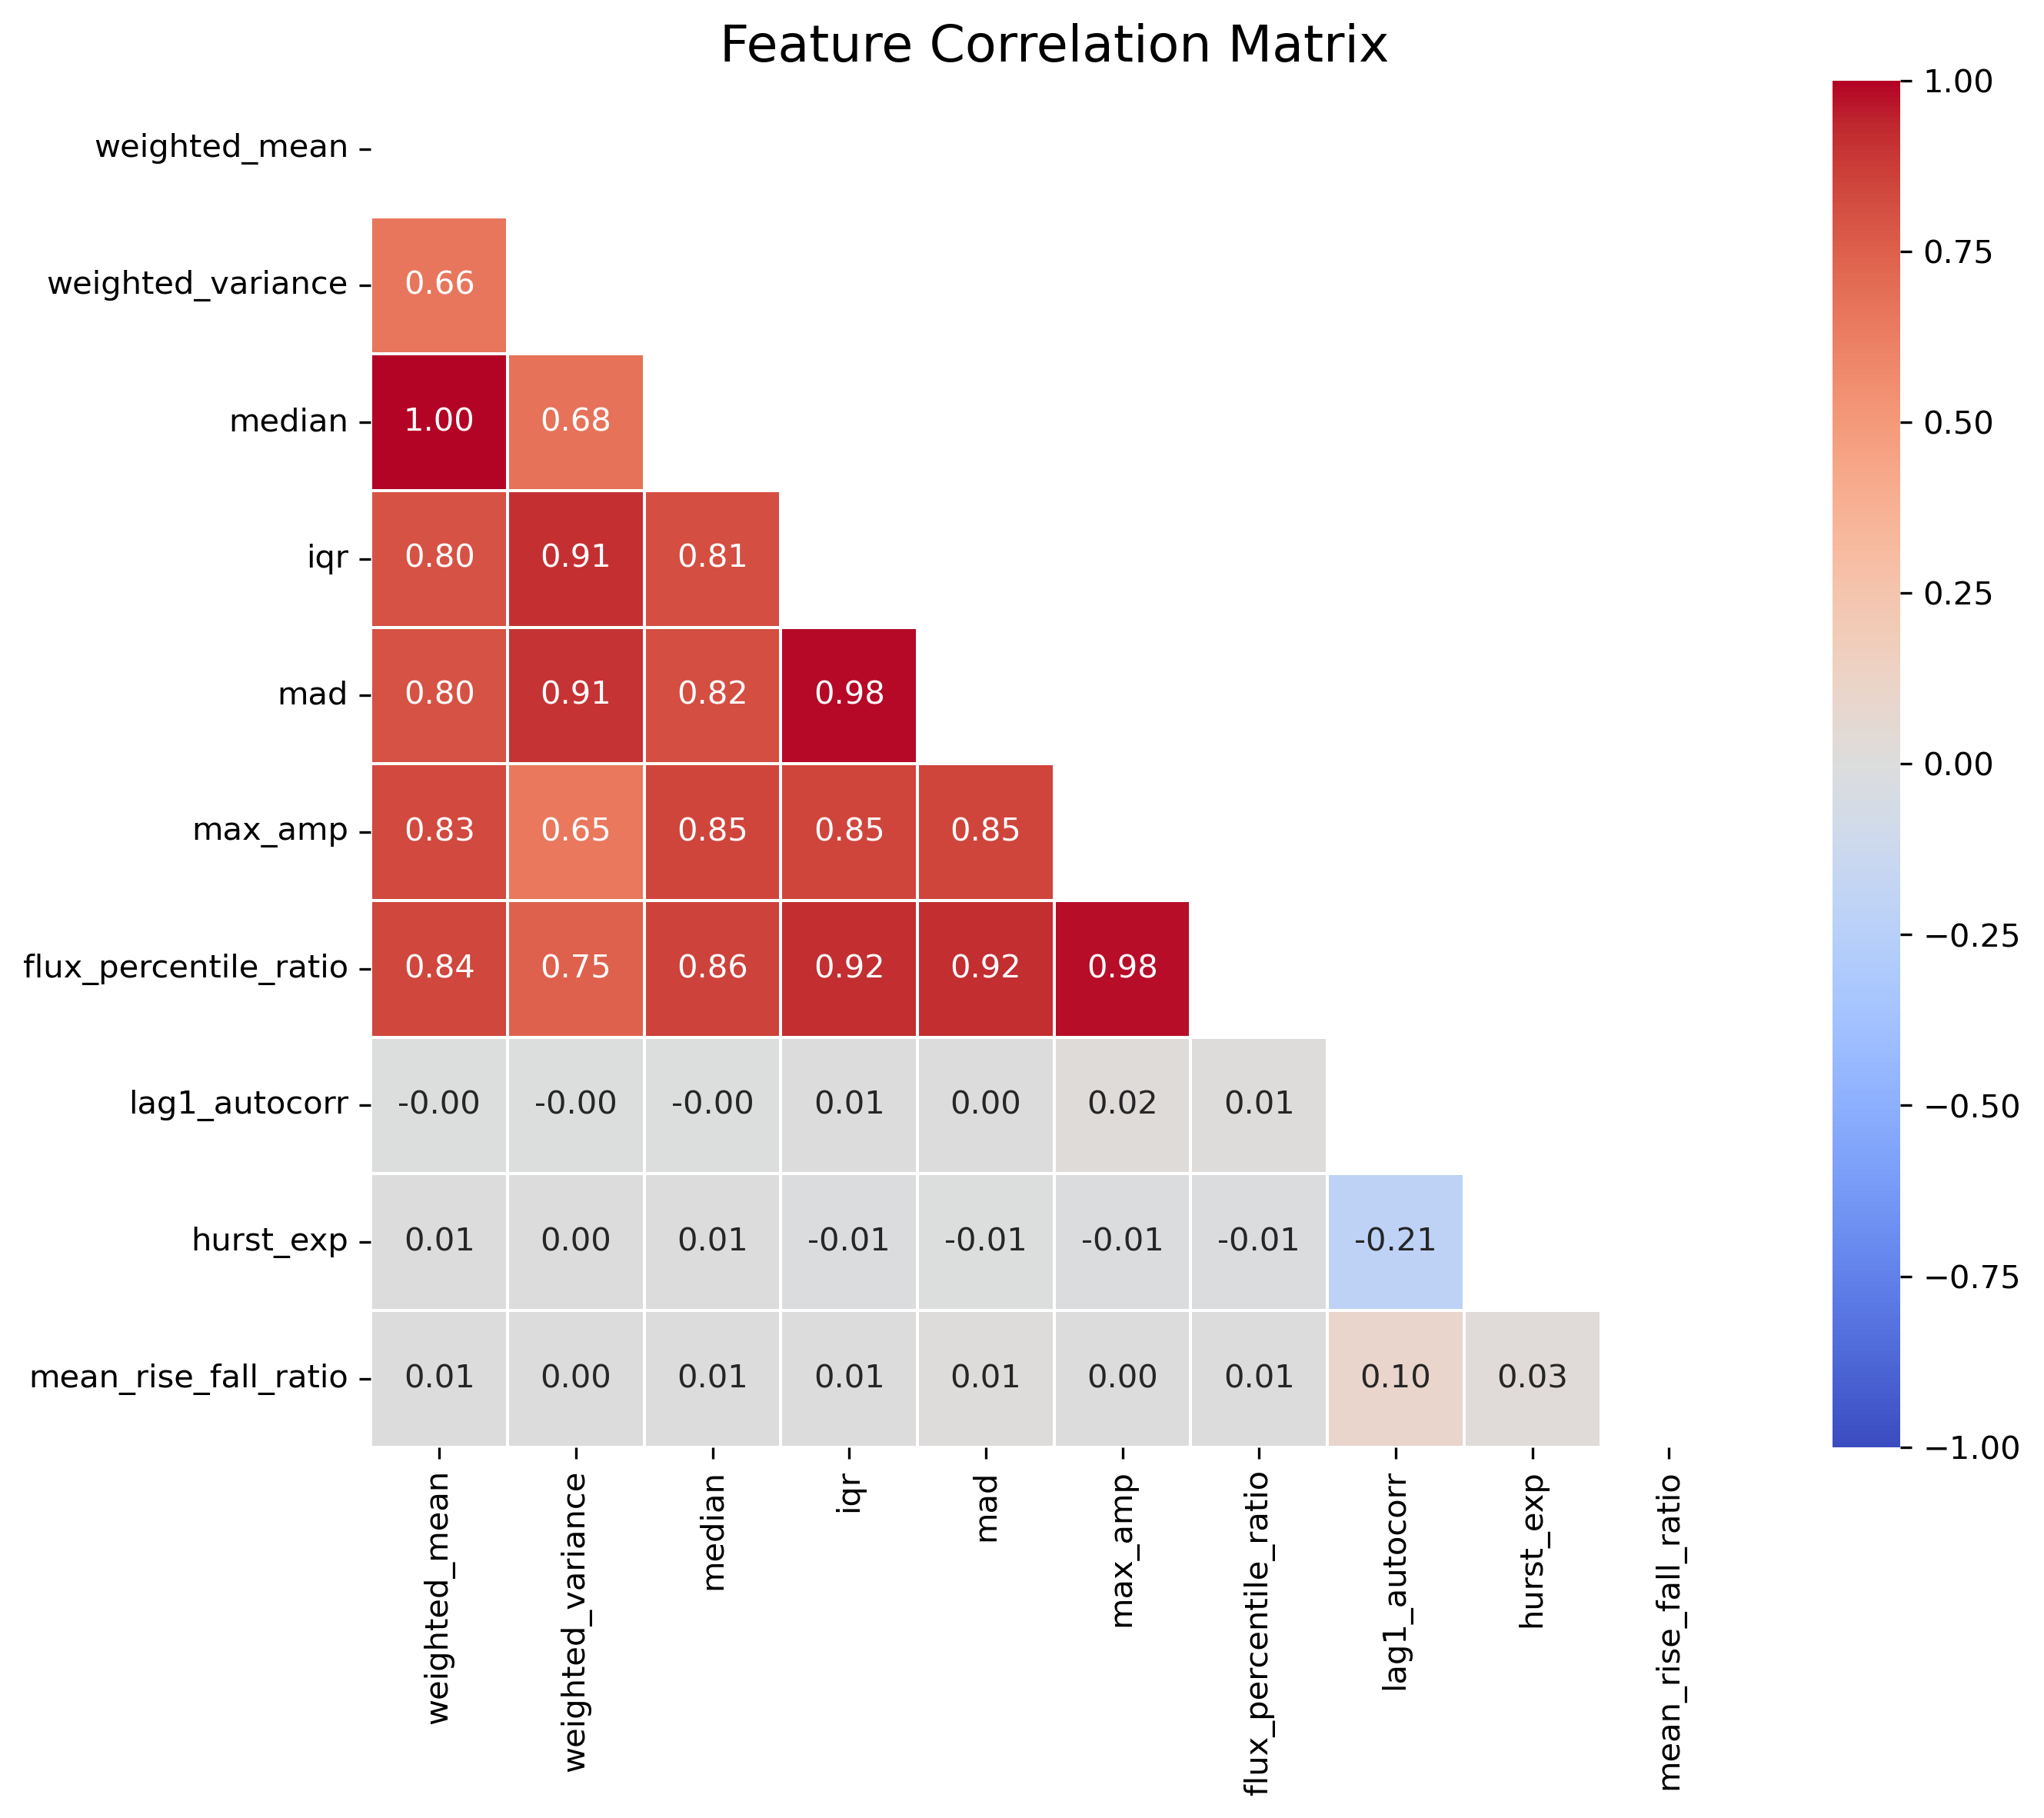 Feature Correlation Matrix
weighted_mean
weighted_variance 0.66
median 1.00 0.68
iqr 0.80 0.91 0.81
mad 0.80 0.91 0.82 0.98
max_amp 0.83 0.65 0.85 0.85 0.85
flux_percentile_ratio 0.84 0.75 0.86 0.92 0.92 0.98
lag1_autocorr -0.00 -0.00 -0.00 0.01 0.00 0.02 0.01
hurst_exp 0.01 0.00 0.01 -0.01 -0.01 -0.01 -0.01 -0.21
mean_rise_fall_ratio 0.01 0.00 0.01 0.01 0.01 0.00 0.01 0.10 0.03
weighted_mean
weighted_variance
median
iqr
mad
max_amp
flux_percentile_ratio
lag1_autocorr
hurst_exp
mean_rise_fall_ratio
1.00
0.75
0.50
0.25
0.00
−0.25
−0.50
−0.75
−1.00